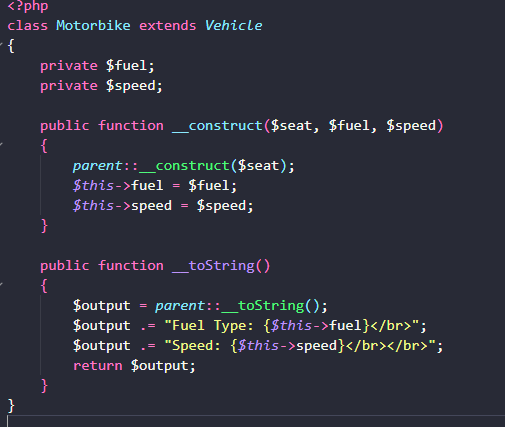 <?php
class Motorbike extends Vehicle
{
    private $fuel;
    private $speed;

    public function __construct($seat, $fuel, $speed)
    {
        parent::__construct($seat);
        $this->fuel = $fuel;
        $this->speed = $speed;
    }

    public function __toString()
    {
        $output = parent::__toString();
        $output .= "Fuel Type: {$this->fuel}</br>";
        $output .= "Speed: {$this->speed}</br></br>";
        return $output;
    }
}